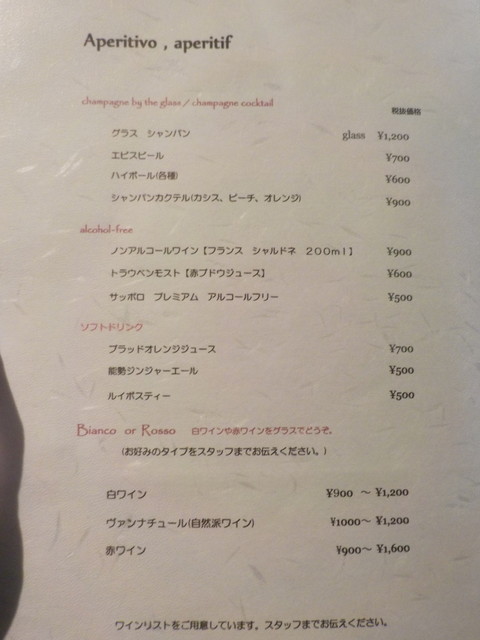 Aperitivo , aperitif
champagne by the glass / champagne cocktail
税抜価格
グラス　シャンパン glass ¥1,200
エビスビール ¥700
ハイボール(各種) ¥600
シャンパンカクテル(カシス、ピーチ、オレンジ) ¥900
alcohol-free
ノンアルコールワイン【フランス　シャルドネ　２００ml】 ¥900
トラウベンモスト【赤ブドウジュース】 ¥600
サッポロ　プレミアム　アルコールフリー ¥500
ソフトドリンク
ブラッドオレンジジュース ¥700
能勢ジンジャーエール ¥500
ルイボスティー ¥500
Bianco or Rosso 白ワインや赤ワインをグラスでどうぞ。
(お好みのタイプをスタッフまでお伝えください。)
白ワイン ¥900 ～ ¥1,200
ヴァンナチュール(自然派ワイン) ¥1000～ ¥1,200
赤ワイン ¥900～ ¥1,600
ワインリストをご用意しています。スタッフまでお伝えください。